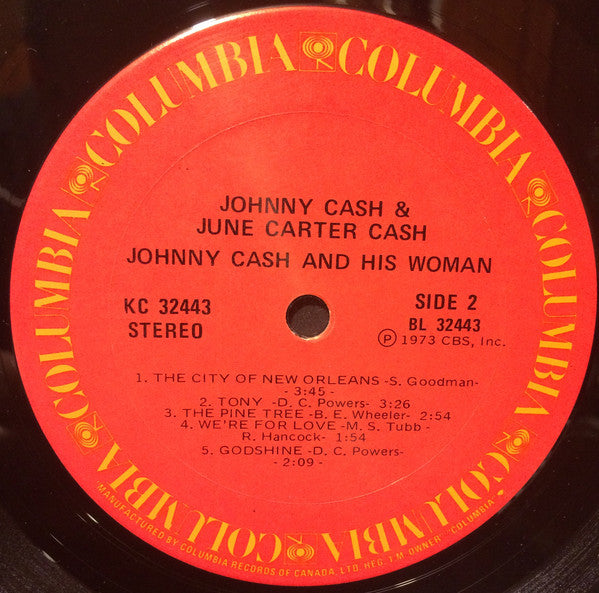 COLUMBIA COLUMBIA COLUMBIA COLUMBIA COLUMBIA COLUMBIA
JOHNNY CASH &
JUNE CARTER CASH
JOHNNY CASH AND HIS WOMAN
KC 32443
STEREO
SIDE 2
BL 32443
Ⓟ 1973 CBS, Inc.
1. THE CITY OF NEW ORLEANS -S. Goodman-
- 3:45 -
2. TONY -D. C. Powers- 3:26
3. THE PINE TREE - B. E. Wheeler- 2:54
4. WE'RE FOR LOVE -M. S. Tubb -
R. Hancock- 1:54
5. GODSHINE -D. C. Powers-
- 2:09 -
MANUFACTURED BY COLUMBIA RECORDS OF CANADA, LTD. REG. T.M. OWNER "COLUMBIA"